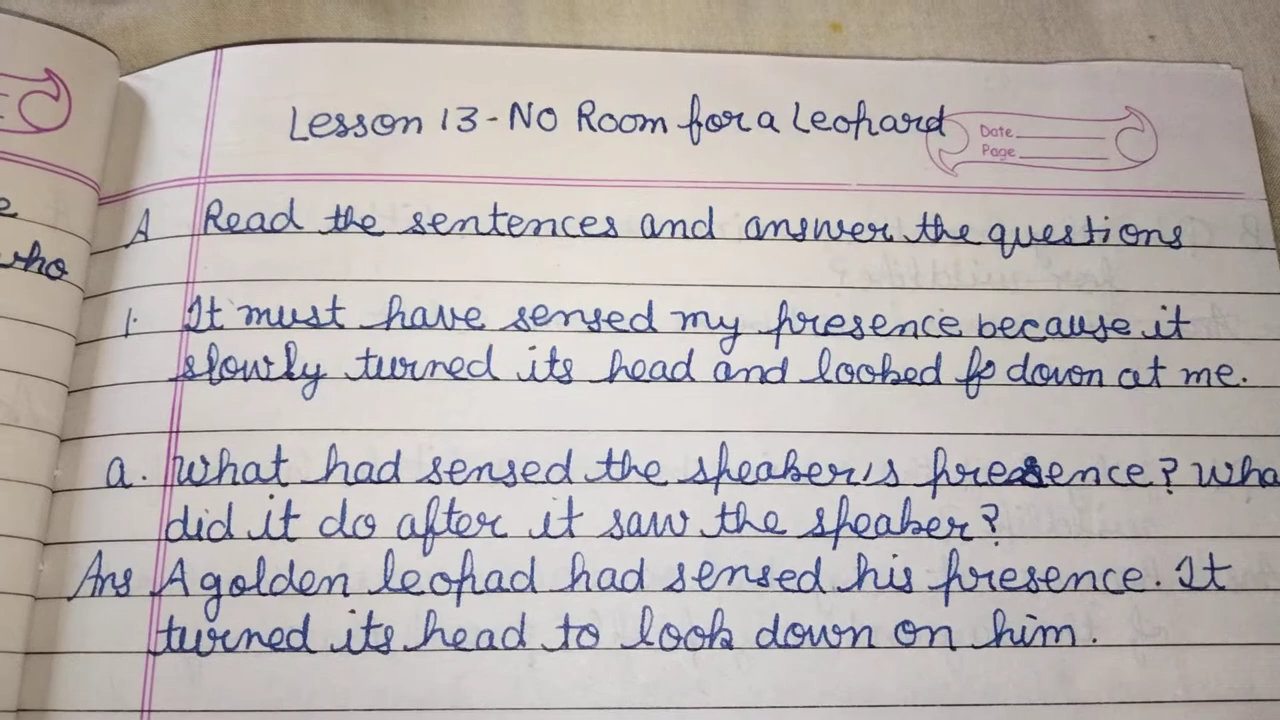 Lesson 13-No Room for a Leopard
Date
Page
e
who
A Read the sentences and answer the questions
1. It must have sensed my presence because it
slowly turned its head and looked down at me.
a. What had sensed the speaker's presence? Wha
did it do after it saw the speaker?
Ans A golden leopad had sensed his presence. It
turned its head to look down on him.